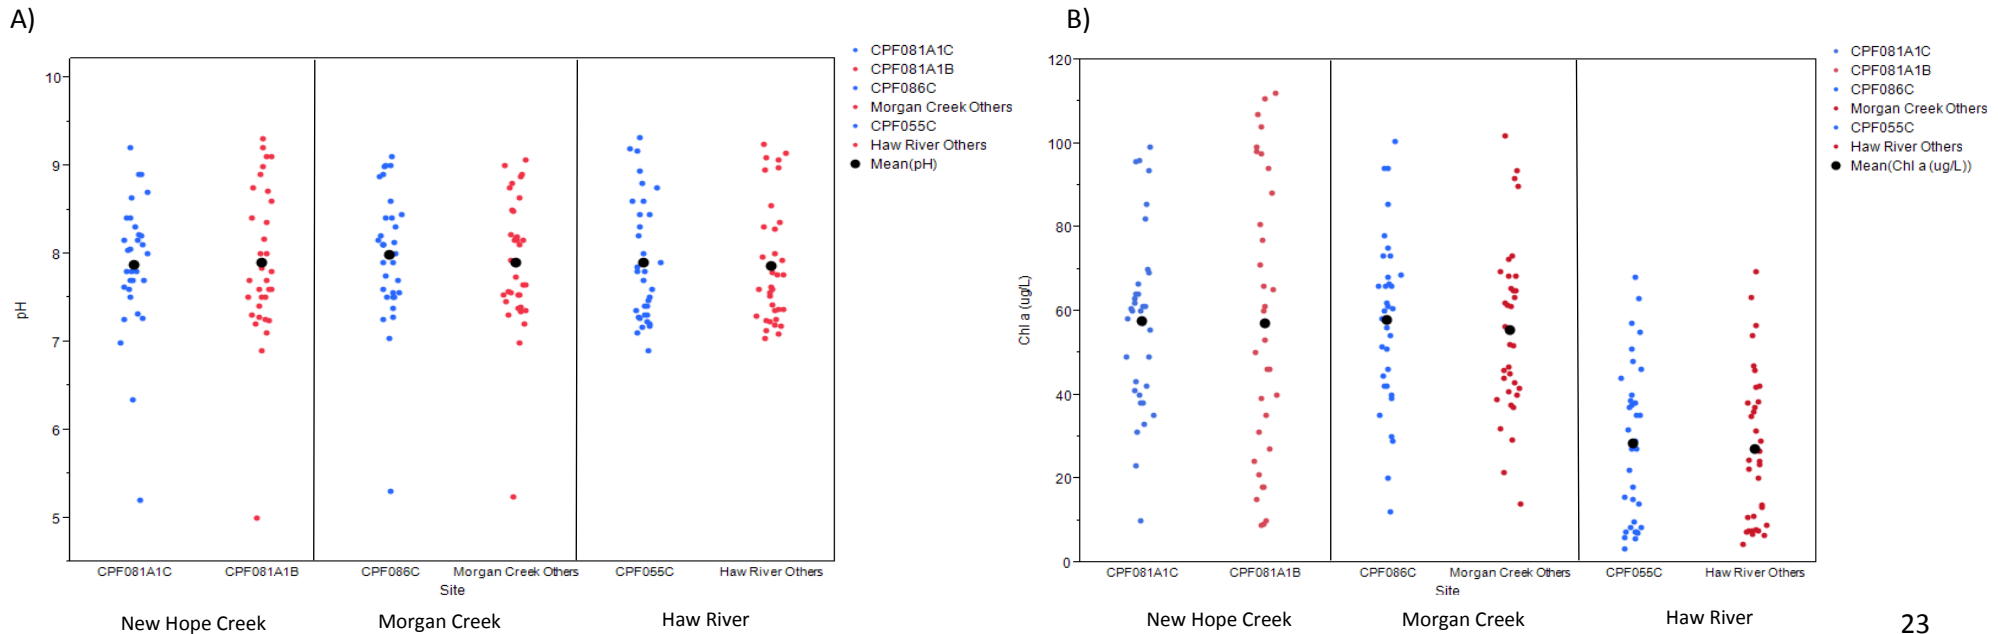 A)
10
9
8
7
6
5
pH
CPF081A1C
CPF081A1B
CPF086C
Morgan Creek Others
CPF055C
Haw River Others
Site
New Hope Creek
Morgan Creek
Haw River
CPF081A1C
CPF081A1B
CPF086C
Morgan Creek Others
CPF055C
Haw River Others
Mean(pH)
B)
120
100
80
60
40
20
0
Chl a (ug/L)
CPF081A1C
CPF081A1B
CPF086C
Morgan Creek Others
CPF055C
Haw River Others
Site
New Hope Creek
Morgan Creek
Haw River
CPF081A1C
CPF081A1B
CPF086C
Morgan Creek Others
CPF055C
Haw River Others
Mean(Chl a (ug/L))
23